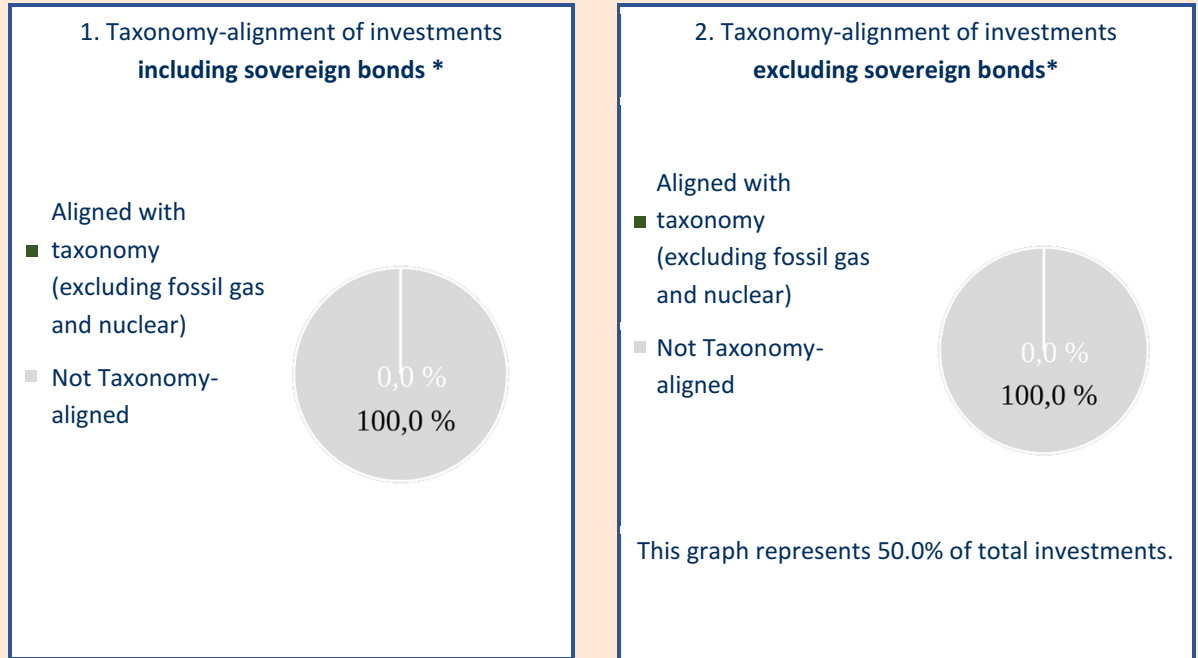 1. Taxonomy-alignment of investments
including sovereign bonds *
Aligned with
taxonomy
(excluding fossil gas
and nuclear)
Not Taxonomy-
aligned
0,0 %
100,0 %
2. Taxonomy-alignment of investments
excluding sovereign bonds*
Aligned with
taxonomy
(excluding fossil gas
and nuclear)
Not Taxonomy-
aligned
0,0 %
100,0 %
This graph represents 50.0% of total investments.